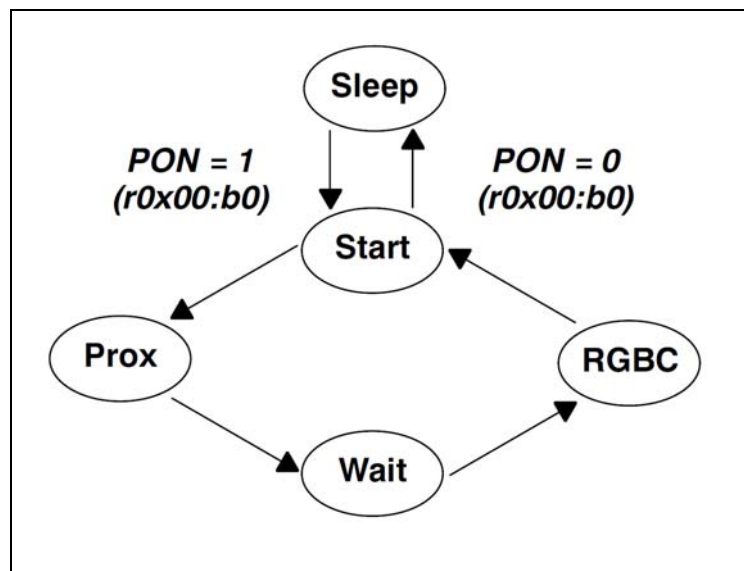 Sleep
PON = 1
(r0x00:b0)
PON = 0
(r0x00:b0)
Start
Prox
RGBC
Wait